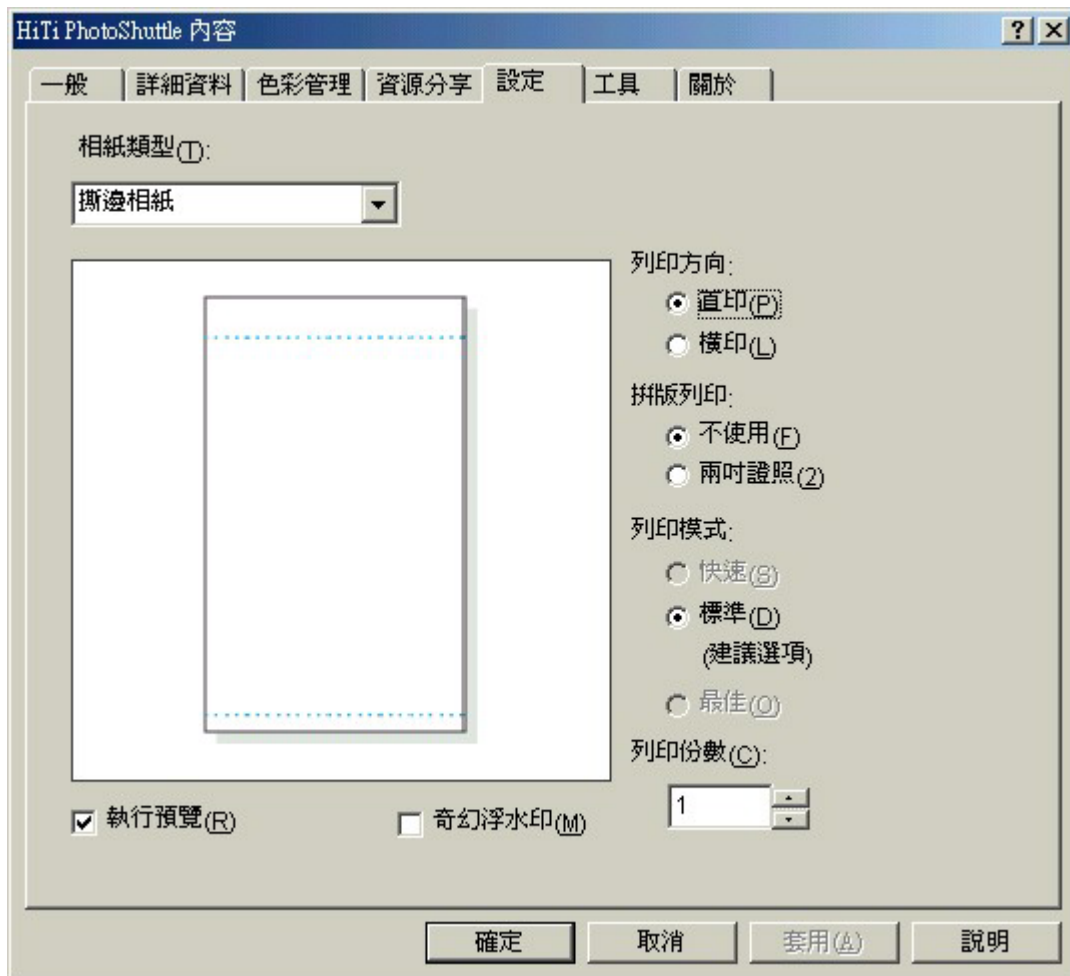 HiTi PhotoShuttle 內容
一般 詳細資料 色彩管理 資源分享 設定 工具 關於
相紙類型(T):
撕邊相紙
列印方向:
直印(P)
橫印(L)
拼版列印:
不使用(F)
兩吋證照(2)
列印模式:
快速(S)
標準(D)
(建議選項)
最佳(O)
列印份數(C):
1
執行預覽(R) 奇幻浮水印(M)
確定 取消 套用(A) 說明